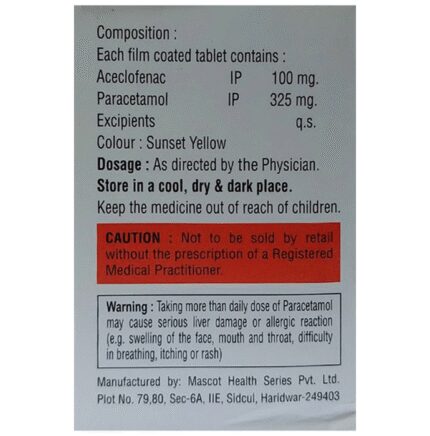 Composition :
Each film coated tablet contains :
Aceclofenac IP 100 mg.
Paracetamol IP 325 mg.
Excipients q.s.
Colour : Sunset Yellow
Dosage : As directed by the Physician.
Store in a cool, dry & dark place.
Keep the medicine out of reach of children.
CAUTION : Not to be sold by retail
without the prescription of a Registered
Medical Practitioner.
Warning : Taking more than daily dose of Paracetamol
may cause serious liver damage or allergic reaction
(e.g. swelling of the face, mouth and throat, difficulty
in breathing, itching or rash)
Manufactured by: Mascot Health Series Pvt. Ltd.
Plot No. 79,80, Sec-6A, IIE, Sidcul, Haridwar-249403